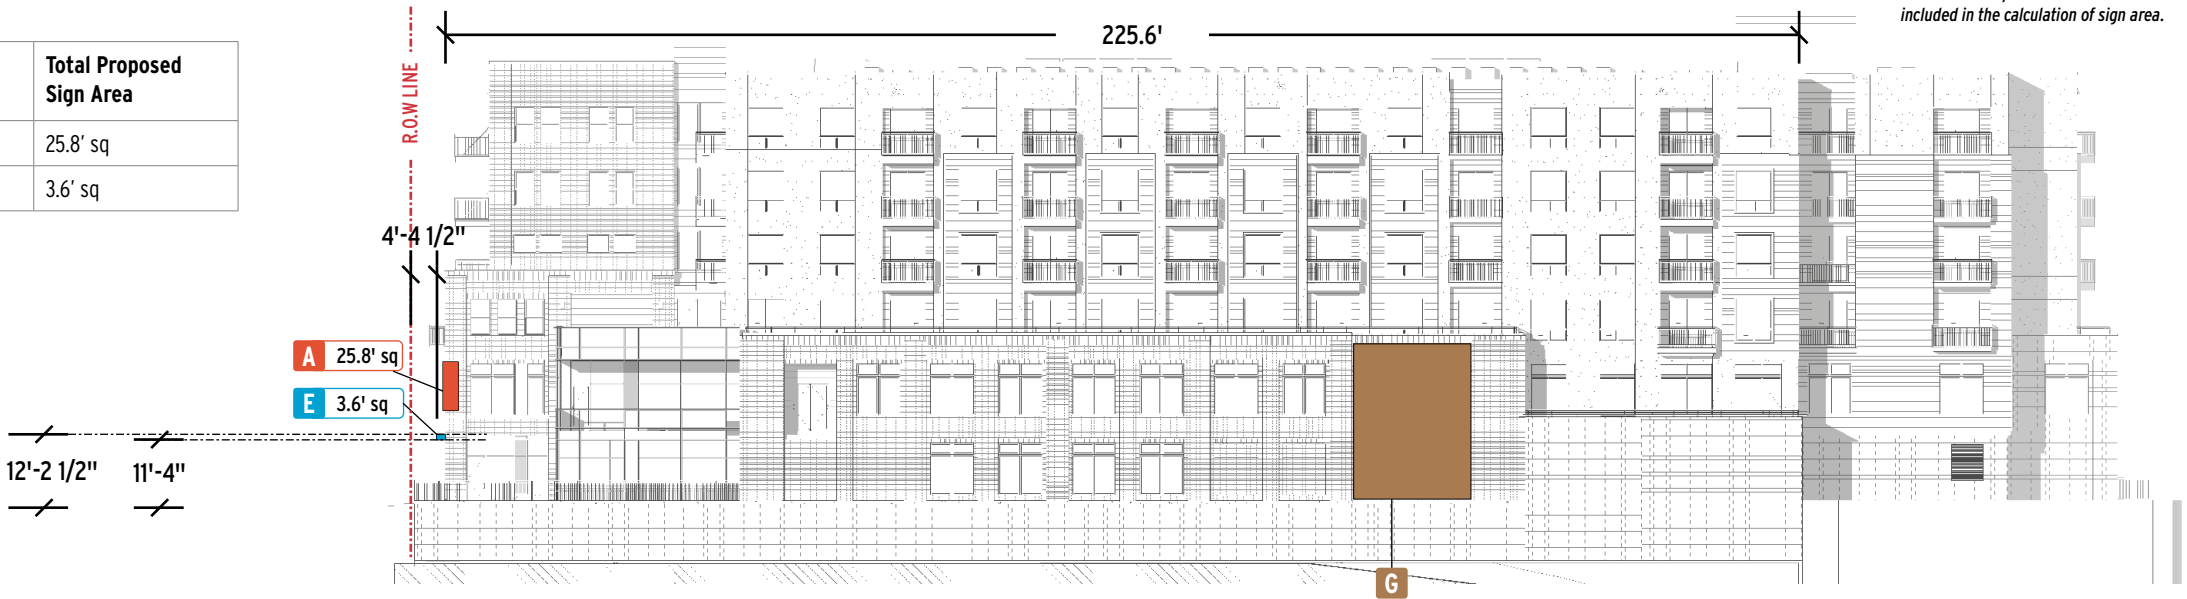 included in the calculation of sign area.
225.6'
Total Proposed
Sign Area
25.8' sq
3.6' sq
R.O.W LINE
4'-4 1/2"
A 25.8' sq
E 3.6' sq
12'-2 1/2"
11'-4"
G